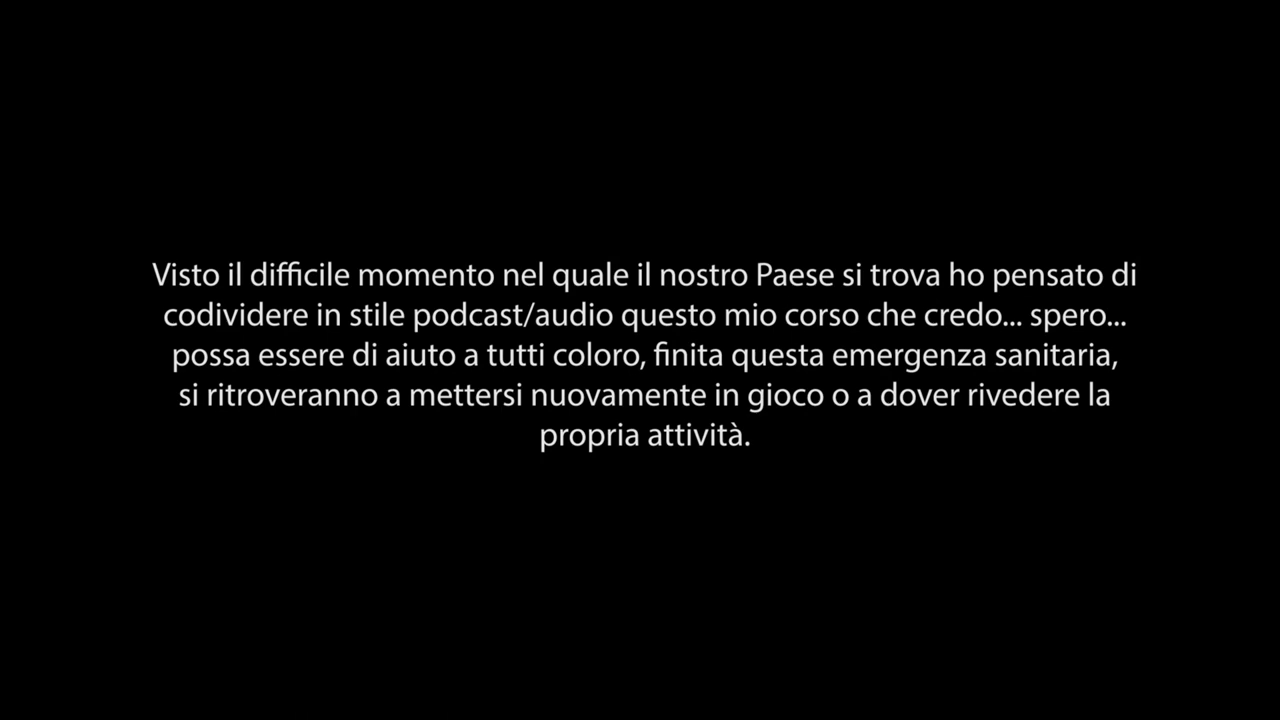 Visto il difficile momento nel quale il nostro Paese si trova ho pensato di
codividere in stile podcast/audio questo mio corso che credo... spero...
possa essere di aiuto a tutti coloro, finita questa emergenza sanitaria,
si ritroveranno a mettersi nuovamente in gioco o a dover rivedere la
propria attività.